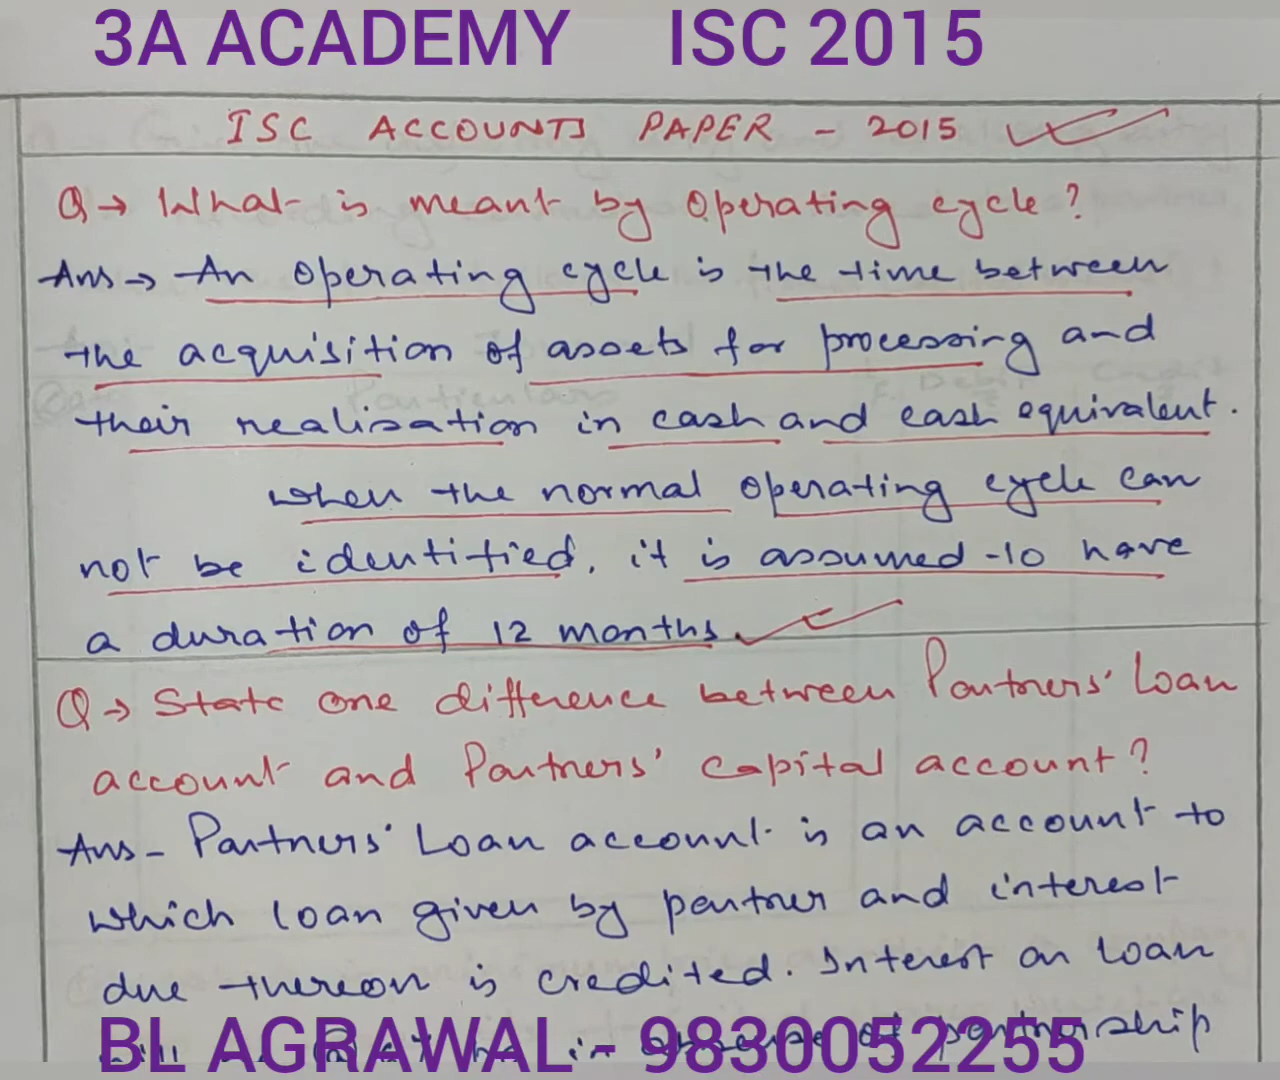 3A ACADEMY ISC 2015
ISC ACCOUNTS PAPER - 2015
Q → What is meant by Operating cycle?
Ans → An Operating cycle is the time between
the acquisition of assets for processing and
their realisation in cash and cash equivalent.
when the normal operating cycle can
not be identified, it is assumed to have
a duration of 12 months.
Q → State one difference between Partners' Loan
account and Partners' capital account?
Ans - Partners' Loan account is an account to
which loan given by partner and interest
due thereon is credited. Interest on loan
partnership
BL AGRAWAL - 9830052255